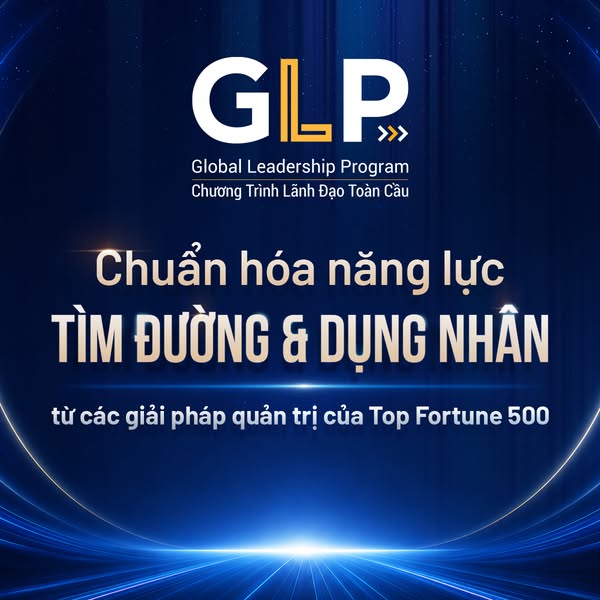 GLP
Global Leadership Program
Chương Trình Lãnh Đạo Toàn Cầu
Chuẩn hóa năng lực
TÌM ĐƯỜNG & DỤNG NHÂN
từ các giải pháp quản trị của Top Fortune 500